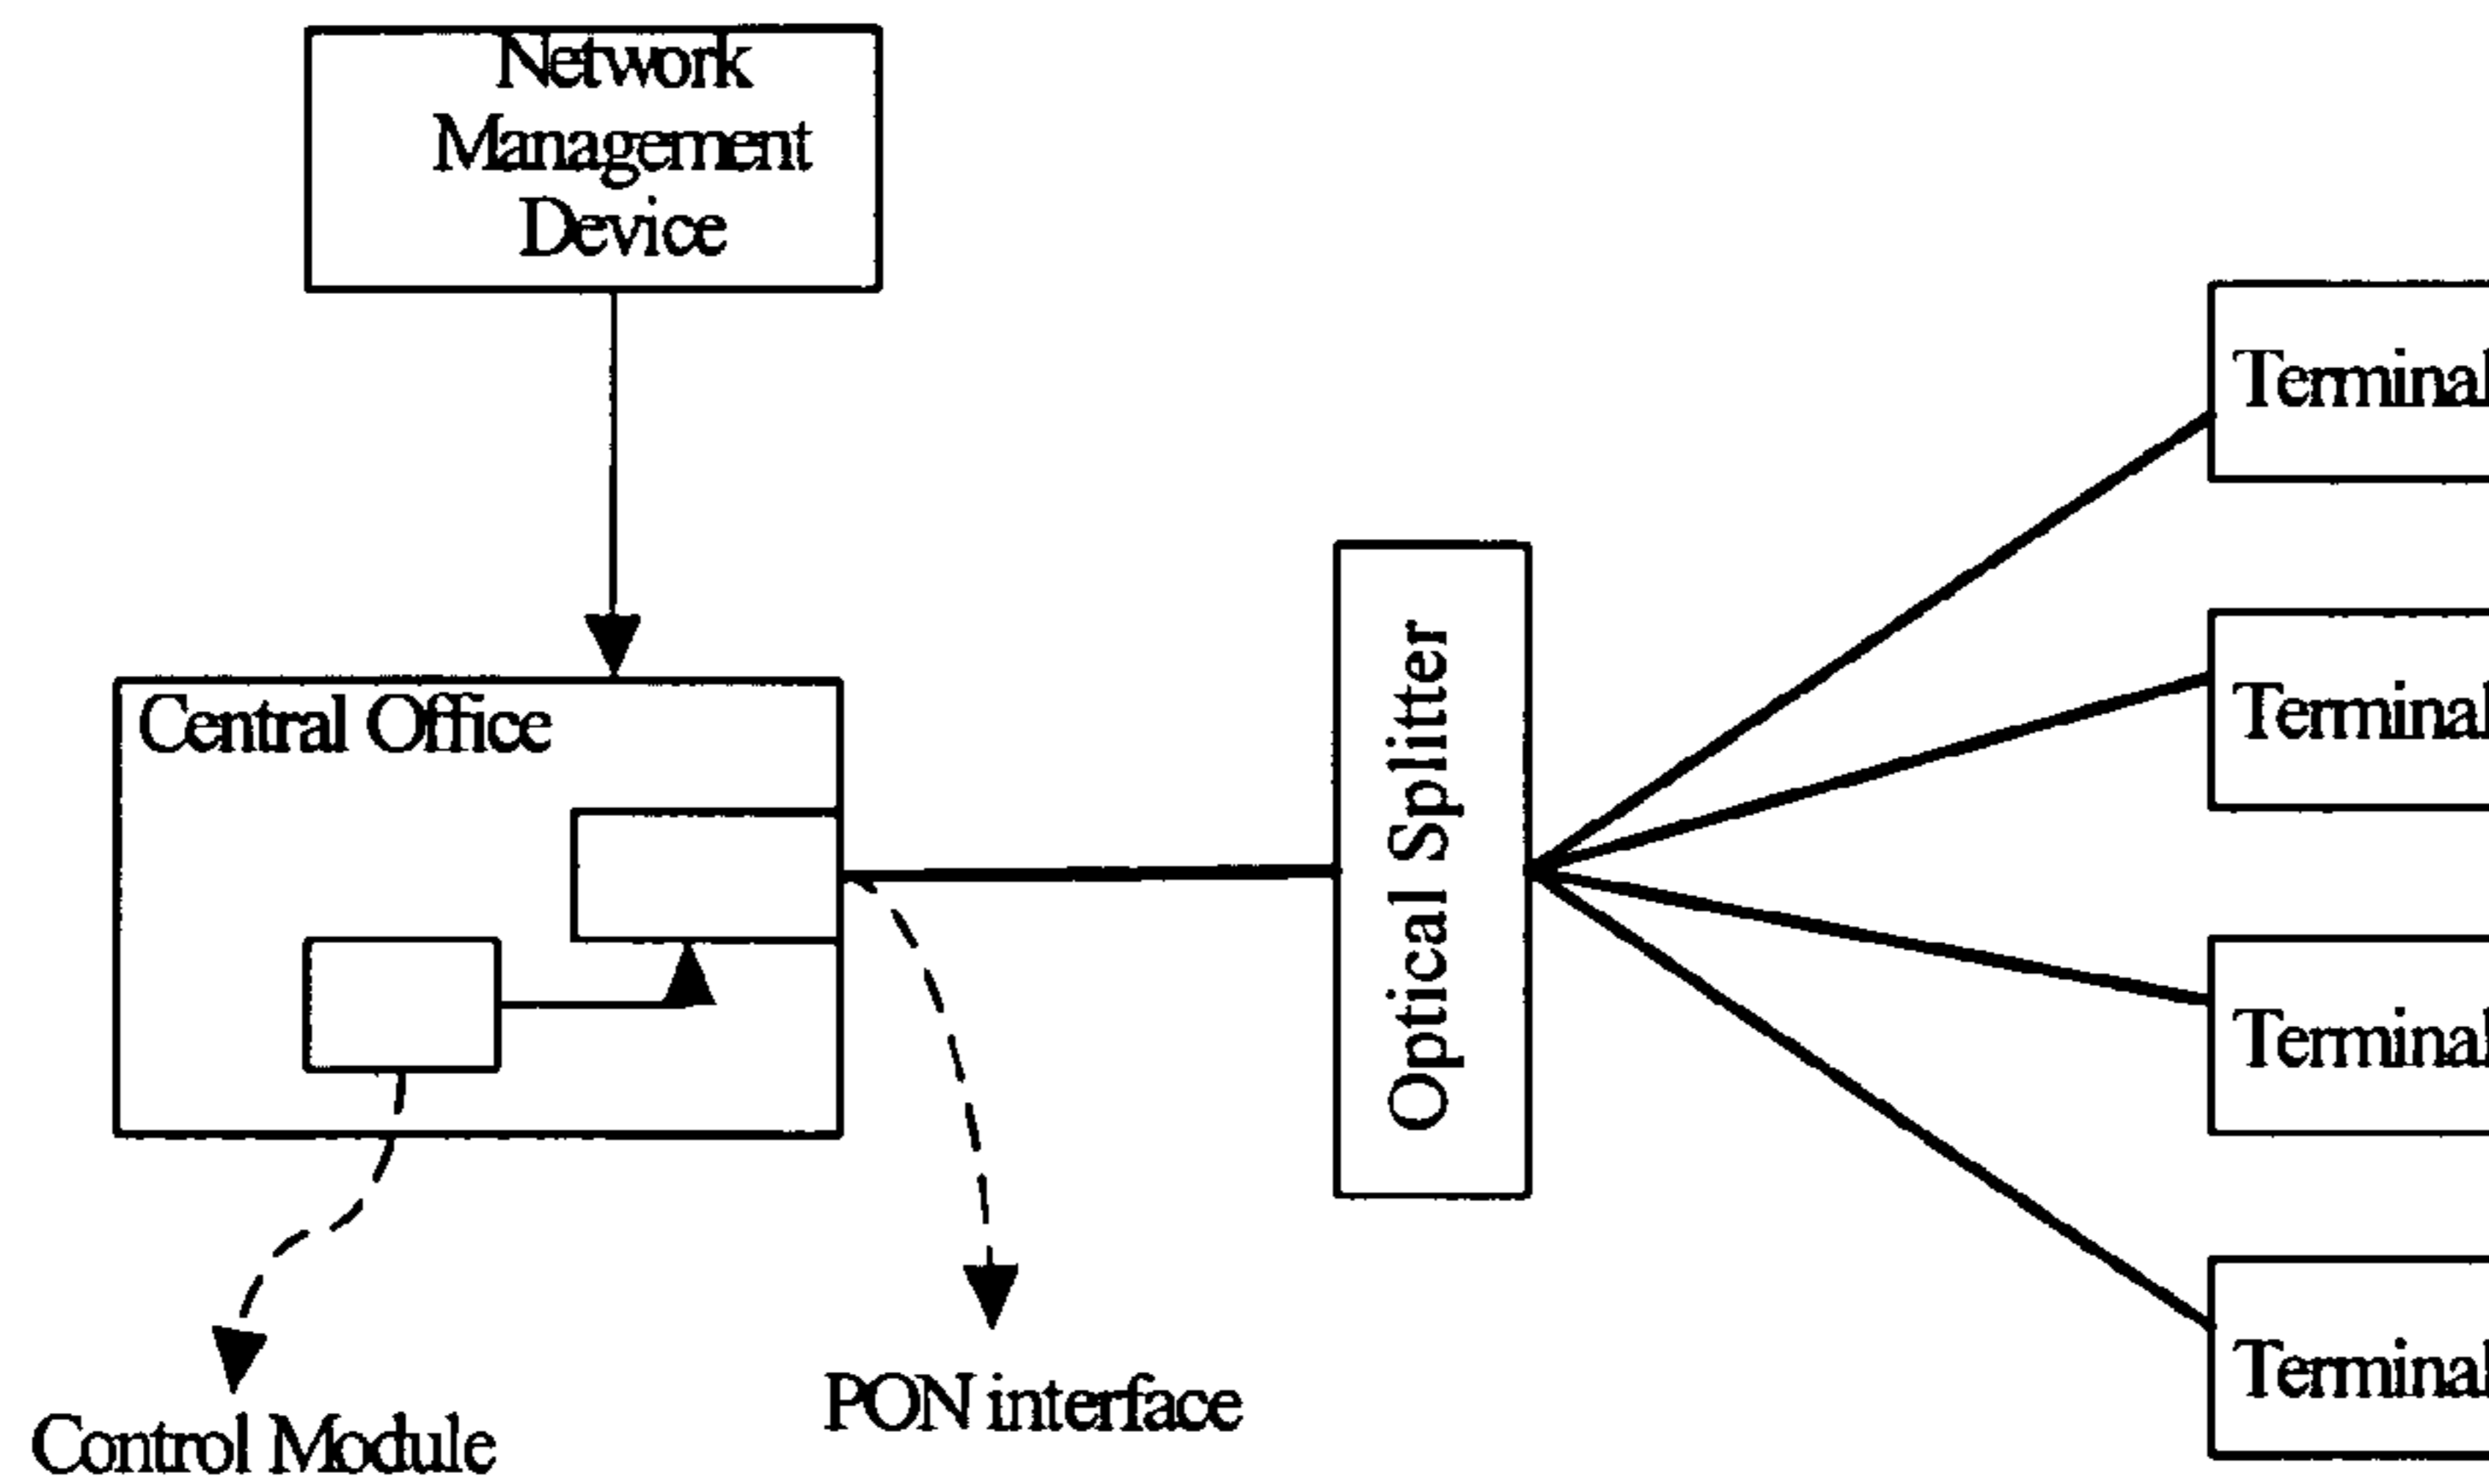 Network
Management
Device
Central Office
Optical Splitter
Terminal
Terminal
Terminal
Terminal
PON interface
Control Module